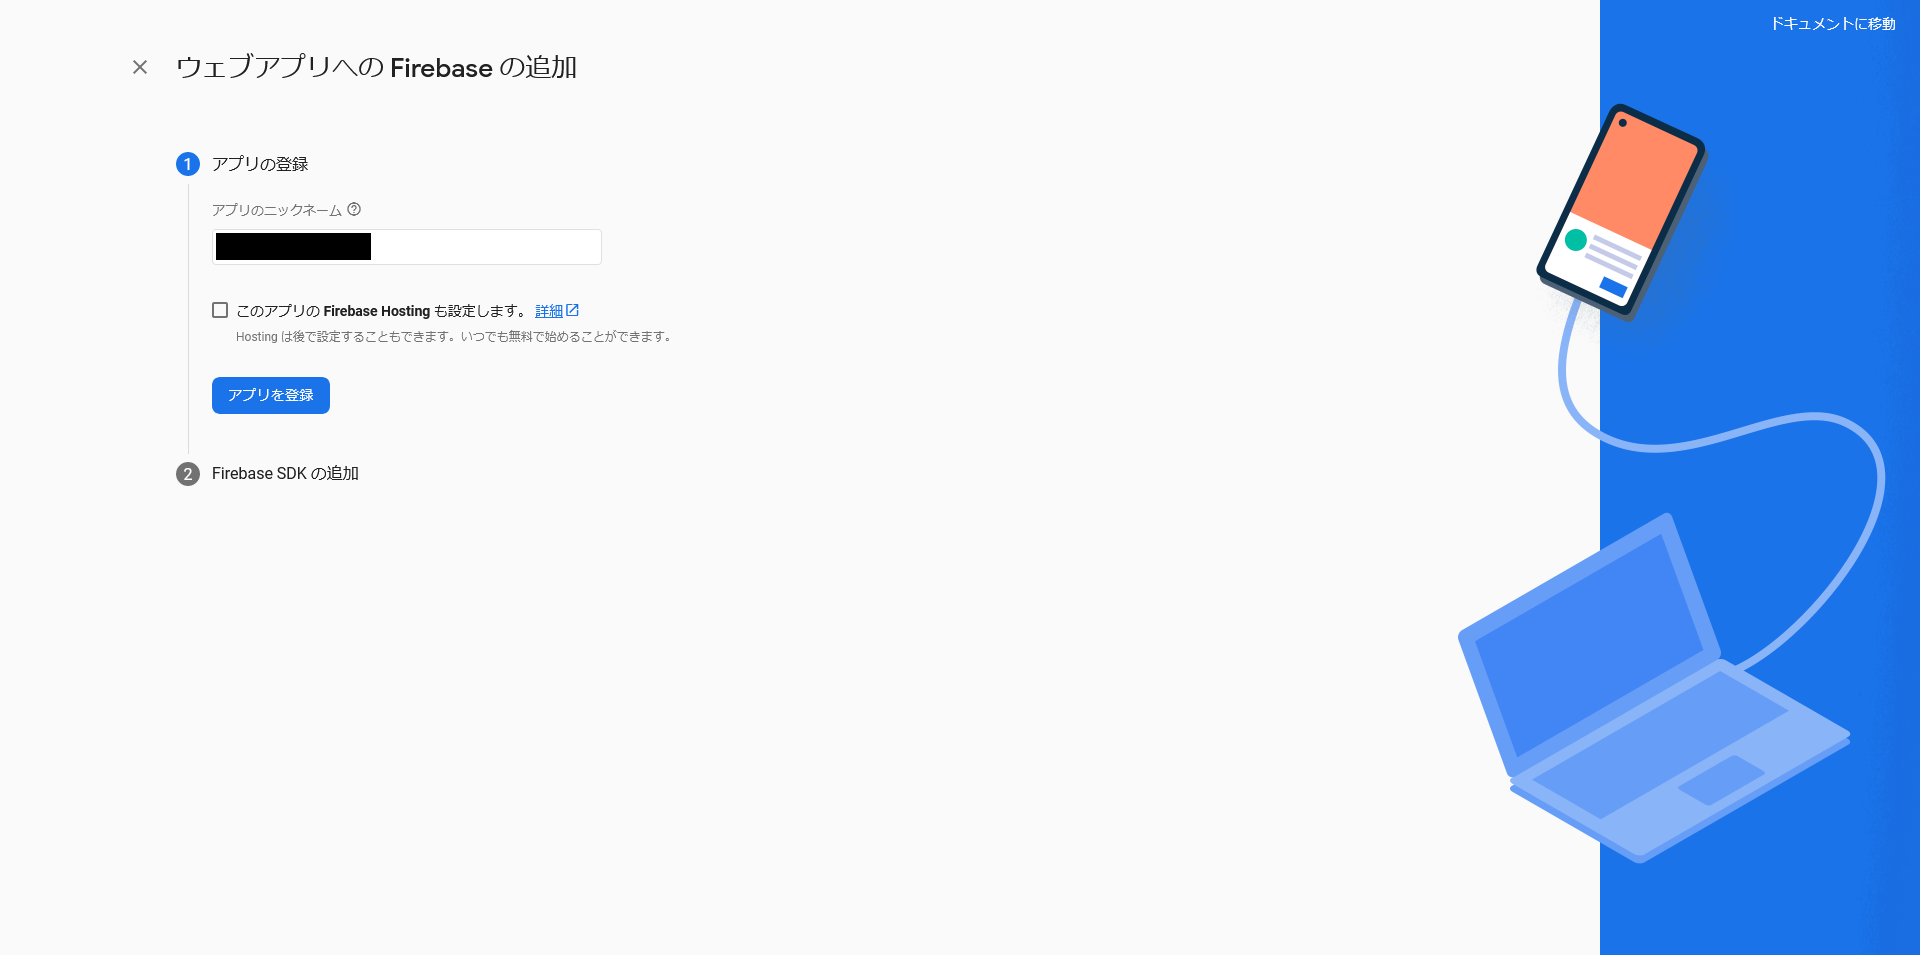 ドキュメントに移動
ウェブアプリへの Firebase の追加
1 アプリの登録
アプリのニックネーム
このアプリの Firebase Hosting も設定します。 詳細
Hosting は後で設定することもできます。いつでも無料で始めることができます。
アプリを登録
2 Firebase SDK の追加